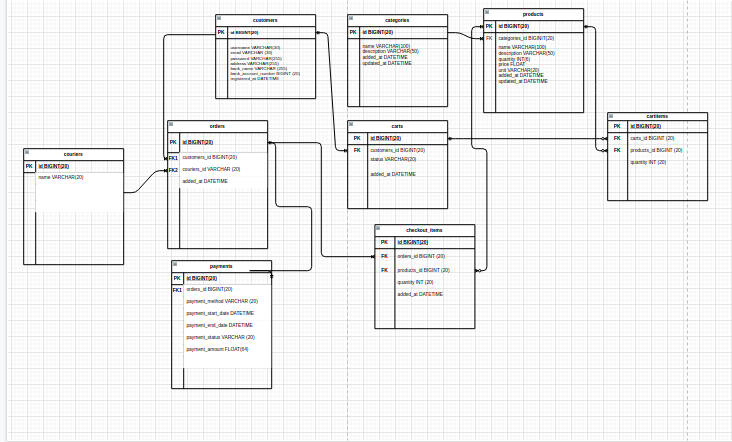 customers
PK id BIGINT(20)
username VARCHAR(30)
email VARCHAR (30)
password VARCHAR(255)
address VARCHAR(255)
bank_name VARCHAR (255)
bank_account_number BIGINT (20)
registered_at DATETIME
categories
PK id BIGINT(20)
name VARCHAR(100)
description VARCHAR(50)
added_at DATETIME
updated_at DATETIME
products
PK id BIGINT(20)
FK categories_id BIGINT(20)
name VARCHAR(100)
description VARCHAR(50)
quantity INT(6)
price FLOAT
unit VARCHAR(20)
added_at DATETIME
updated_at DATETIME
cartitems
PK id BIGINT(20)
FK carts_id BIGINT (20)
FK products_id BIGINT (20)
quantity INT (20)
orders
PK id BIGINT(20)
FK1 customers_id BIGINT(20)
FK2 couriers_id VARCHAR (20)
added_at DATETIME
carts
PK id BIGINT(20)
FK customers_id BIGINT(20)
status VARCHAR(20)
added_at DATETIME
couriers
PK id BIGINT(20)
name VARCHAR(20)
checkout_items
PK id BIGINT(20)
FK orders_id BIGINT (20)
FK products_id BIGINT (20)
quantity INT (20)
added_at DATETIME
payments
PK id BIGINT(20)
FK1 orders_id BIGINT(20)
payment_method VARCHAR (20)
payment_start_date DATETIME
payment_end_date DATETIME
payment_status VARCHAR (20)
payment_amount FLOAT(64)